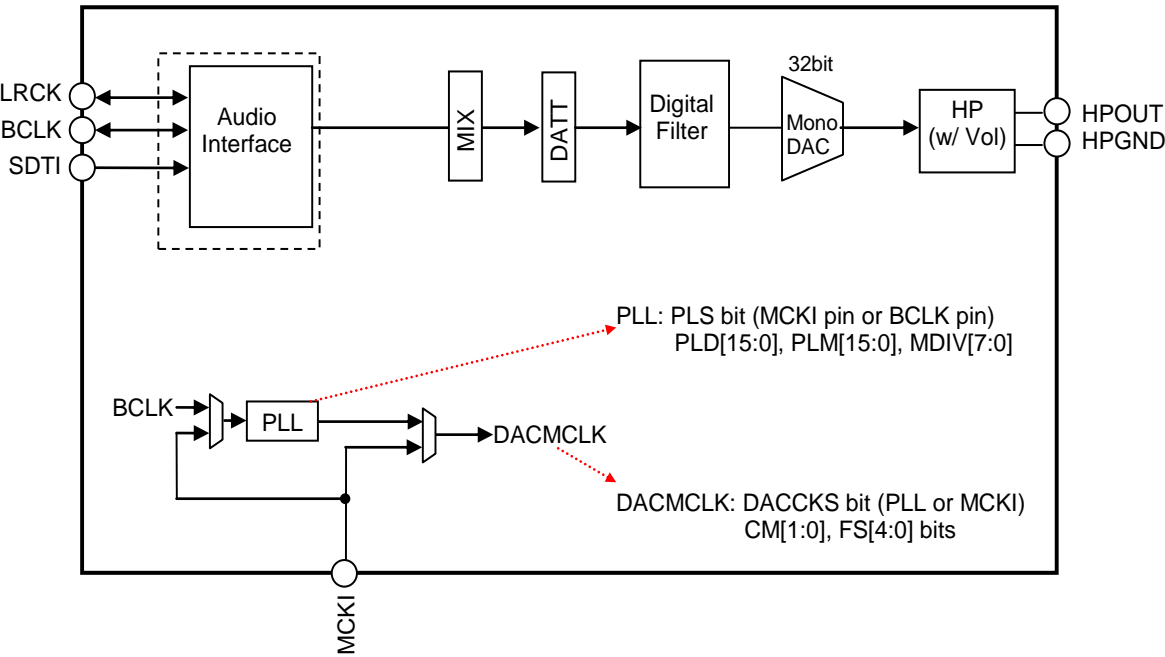 LRCK
BCLK
SDTI
Audio
Interface
MIX
DATT
Digital
Filter
32bit
Mono
DAC
HP
(w/ Vol)
HPOUT
HPGND
PLL: PLS bit (MCKI pin or BCLK pin)
PLD[15:0], PLM[15:0], MDIV[7:0]
BCLK
PLL
DACMCLK
DACMCLK: DACCKS bit (PLL or MCKI)
CM[1:0], FS[4:0] bits
MCKI